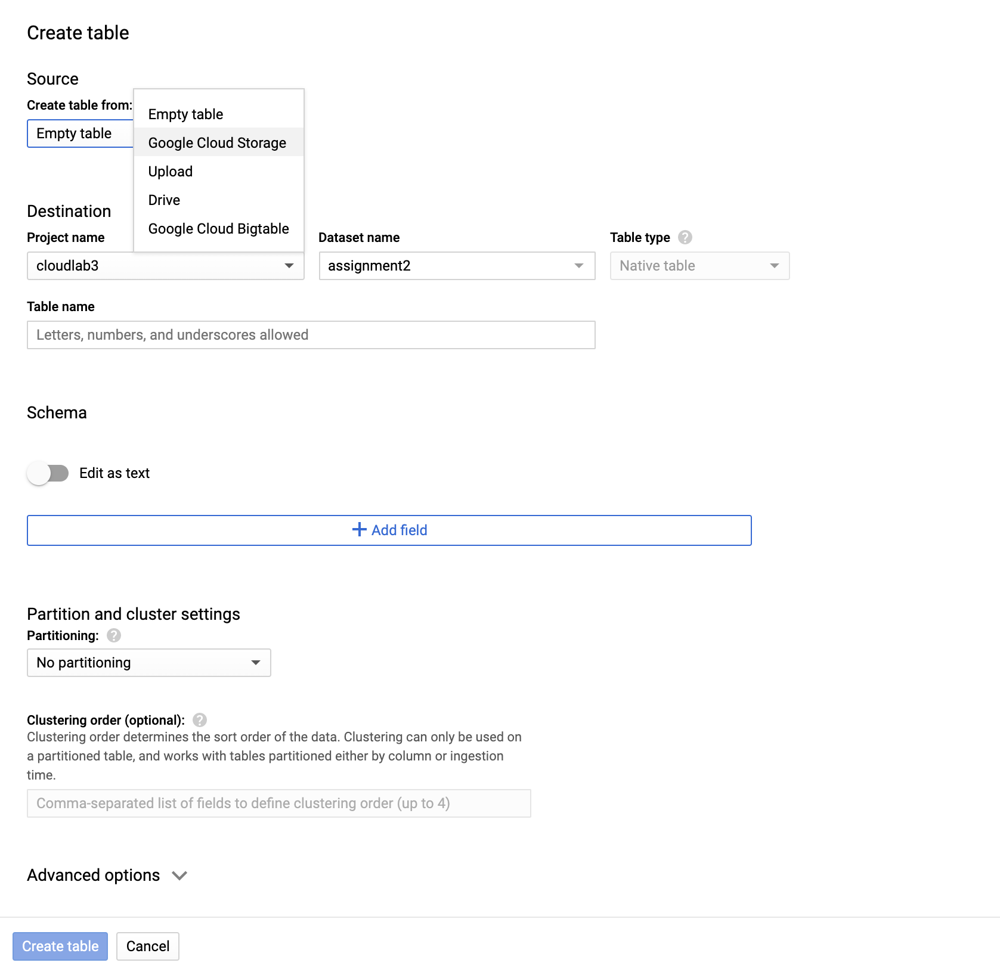 Create table
Source
Create table from:
Empty table
Empty table
Google Cloud Storage
Upload
Drive
Google Cloud Bigtable
Destination
Project name
Dataset name
Table type ?
cloudlab3
assignment2
Native table
Table name
Letters, numbers, and underscores allowed
Schema
Edit as text
+ Add field
Partition and cluster settings
Partitioning: ?
No partitioning
Clustering order (optional): ?
Clustering order determines the sort order of the data. Clustering can only be used on
a partitioned table, and works with tables partitioned either by column or ingestion
time.
Comma-separated list of fields to define clustering order (up to 4)
Advanced options
Create table
Cancel